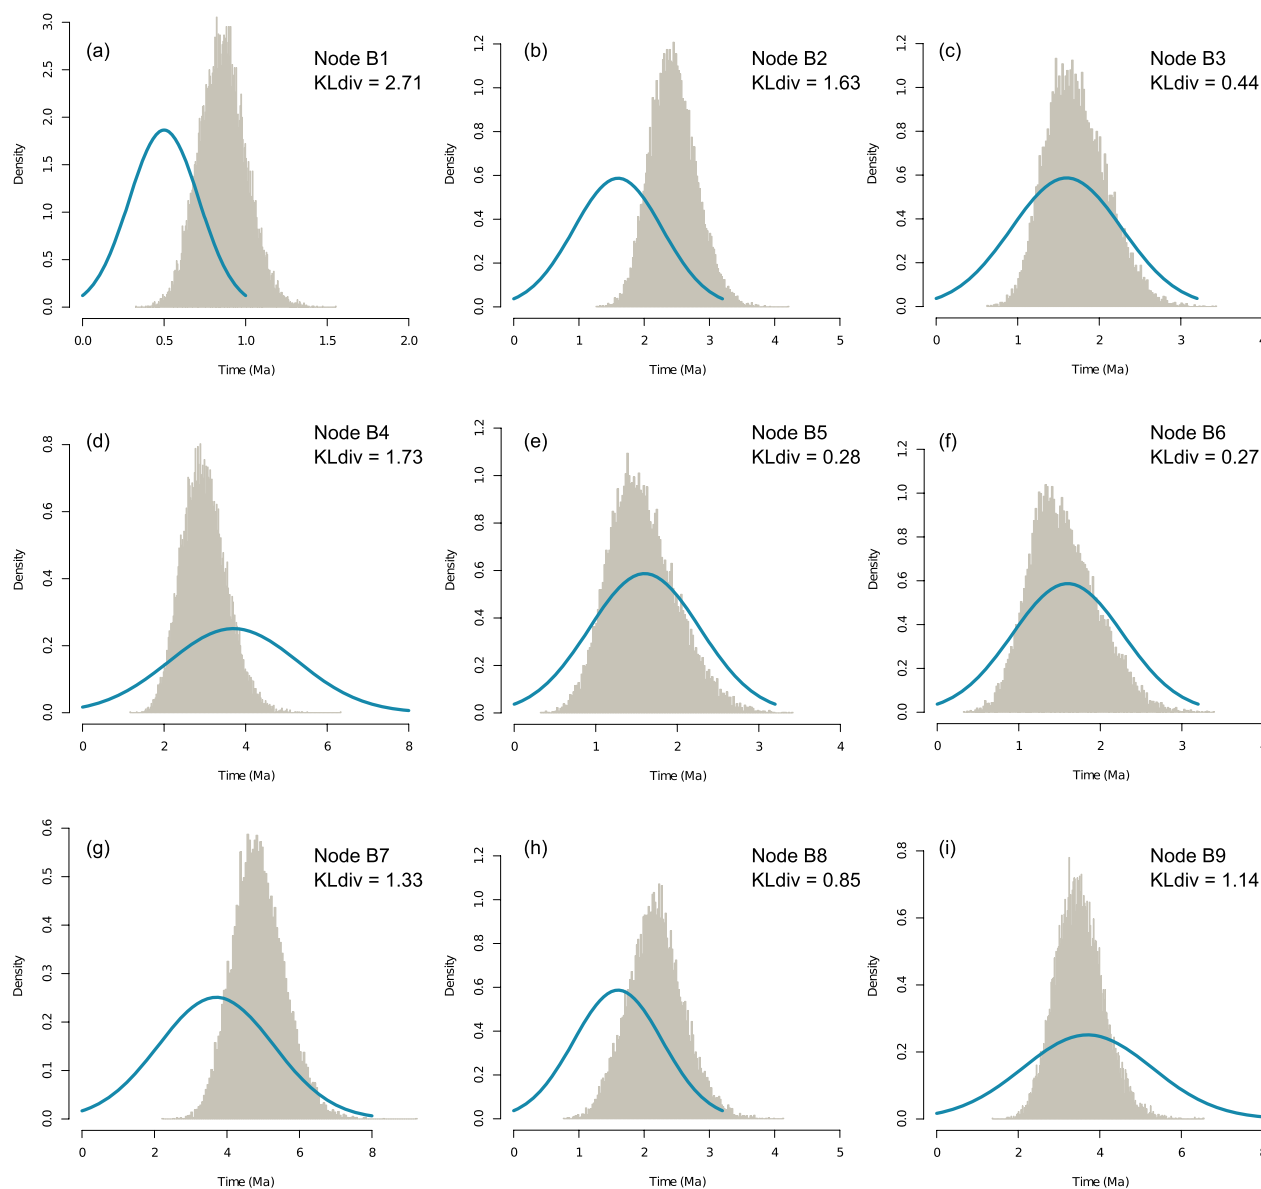 (a)
Node B1
KLdiv = 2.71
Density
0.0 0.5 1.0 1.5 2.0 2.5 3.0
0.0 0.5 1.0 1.5 2.0
Time (Ma)
(b)
Node B2
KLdiv = 1.63
Density
0.0 0.2 0.4 0.6 0.8 1.0 1.2
0 1 2 3 4 5
Time (Ma)
(c)
Node B3
KLdiv = 0.44
Density
0.0 0.2 0.4 0.6 0.8 1.0 1.2
0 1 2 3 4
Time (Ma)
(d)
Node B4
KLdiv = 1.73
Density
0.0 0.2 0.4 0.6 0.8
0 2 4 6 8
Time (Ma)
(e)
Node B5
KLdiv = 0.28
Density
0.0 0.2 0.4 0.6 0.8 1.0 1.2
0 1 2 3 4
Time (Ma)
(f)
Node B6
KLdiv = 0.27
Density
0.0 0.2 0.4 0.6 0.8 1.0 1.2
0 1 2 3
Time (Ma)
(g)
Node B7
KLdiv = 1.33
Density
0.0 0.1 0.2 0.3 0.4 0.5 0.6
0 2 4 6 8
Time (Ma)
(h)
Node B8
KLdiv = 0.85
Density
0.0 0.2 0.4 0.6 0.8 1.0 1.2
0 1 2 3 4 5
Time (Ma)
(i)
Node B9
KLdiv = 1.14
Density
0.0 0.2 0.4 0.6 0.8
0 2 4 6 8
Time (Ma)